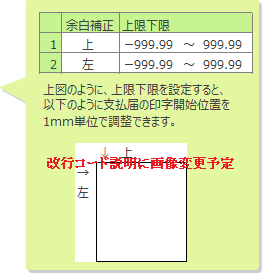 余白補正 上限下限
1 上 −999.99 ～ 999.99
2 左 −999.99 ～ 999.99
上図のように、上限下限を設定すると、
以下のように支払届の印字開始位置を
1mm単位で調整できます。
↓ 上
改行コード説明に画像変更予定
→
左